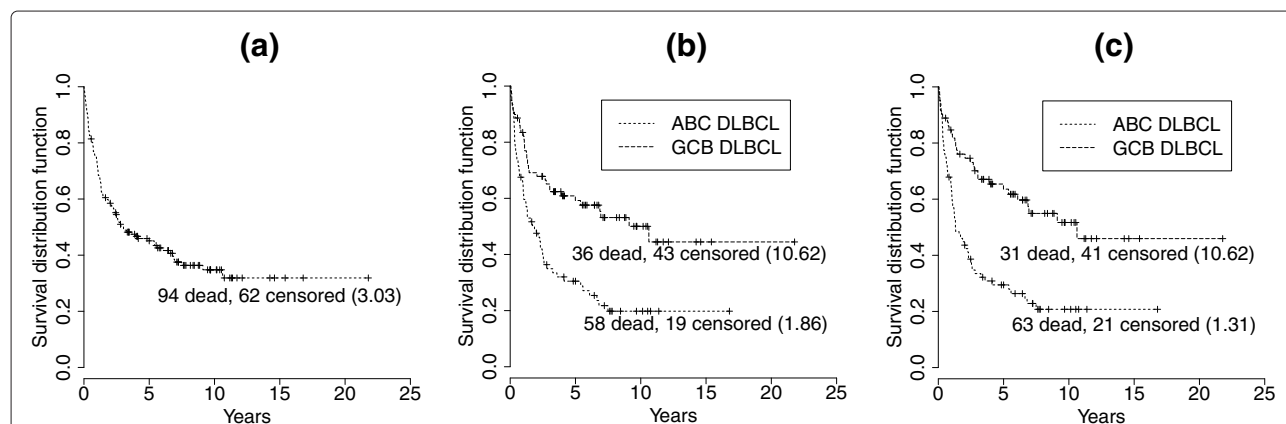 (a)
Survival distribution function
1.0
0.8
0.6
0.4
0.2
0.0
94 dead, 62 censored (3.03)
0 5 10 15 20 25
Years
(b)
Survival distribution function
1.0
0.8
0.6
0.4
0.2
0.0
ABC DLBCL
GCB DLBCL
36 dead, 43 censored (10.62)
58 dead, 19 censored (1.86)
0 5 10 15 20 25
Years
(c)
Survival distribution function
1.0
0.8
0.6
0.4
0.2
0.0
ABC DLBCL
GCB DLBCL
31 dead, 41 censored (10.62)
63 dead, 21 censored (1.31)
0 5 10 15 20 25
Years